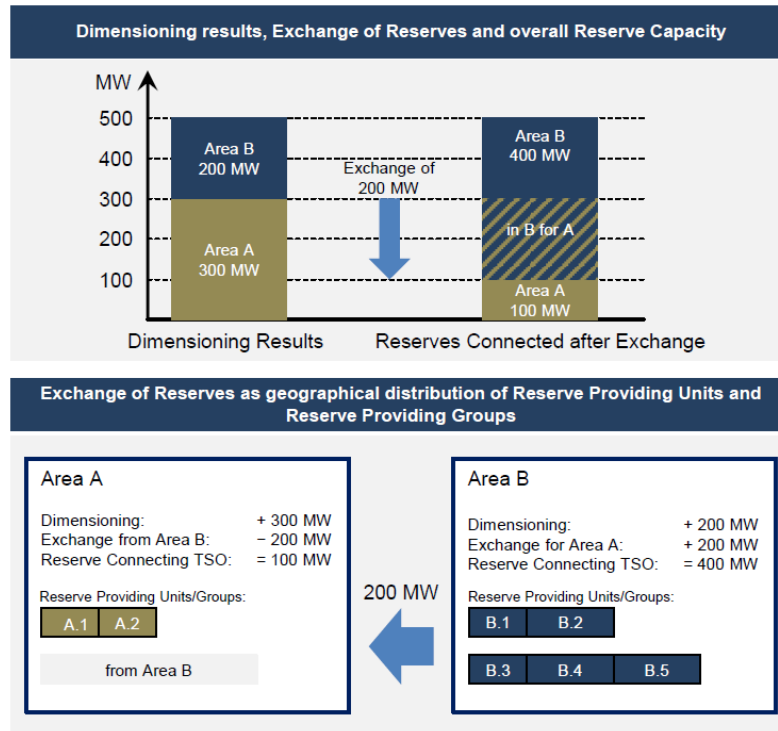 Dimensioning results, Exchange of Reserves and overall Reserve Capacity
MW
500
400
300
200
100
Area B
200 MW
Area A
300 MW
Exchange of
200 MW
Area B
400 MW
in B for A
Area A
100 MW
Dimensioning Results
Reserves Connected after Exchange
Exchange of Reserves as geographical distribution of Reserve Providing Units and
Reserve Providing Groups
Area A
Dimensioning: + 300 MW
Exchange from Area B: − 200 MW
Reserve Connecting TSO: = 100 MW
Reserve Providing Units/Groups:
A.1 A.2
from Area B
200 MW
Area B
Dimensioning: + 200 MW
Exchange for Area A: + 200 MW
Reserve Connecting TSO: = 400 MW
Reserve Providing Units/Groups:
B.1 B.2
B.3 B.4 B.5